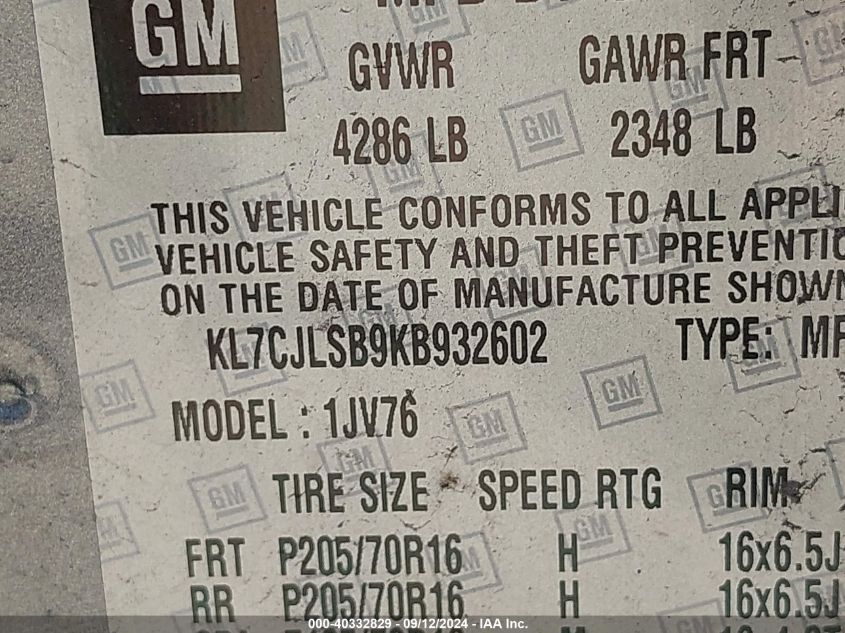 GM
GVWR GAWR FRT
4286 LB 2348 LB
THIS VEHICLE CONFORMS TO ALL APPLI
VEHICLE SAFETY AND THEFT PREVENTIO
ON THE DATE OF MANUFACTURE SHOWN
KL7CJLSB9KB932602 TYPE: MP
MODEL : 1JV76
TIRE SIZE SPEED RTG RIM
FRT P205/70R16 H 16x6.5J
RR P205/70R16 H 16x6.5J
000-40332829 - 09/12/2024 - IAA Inc.